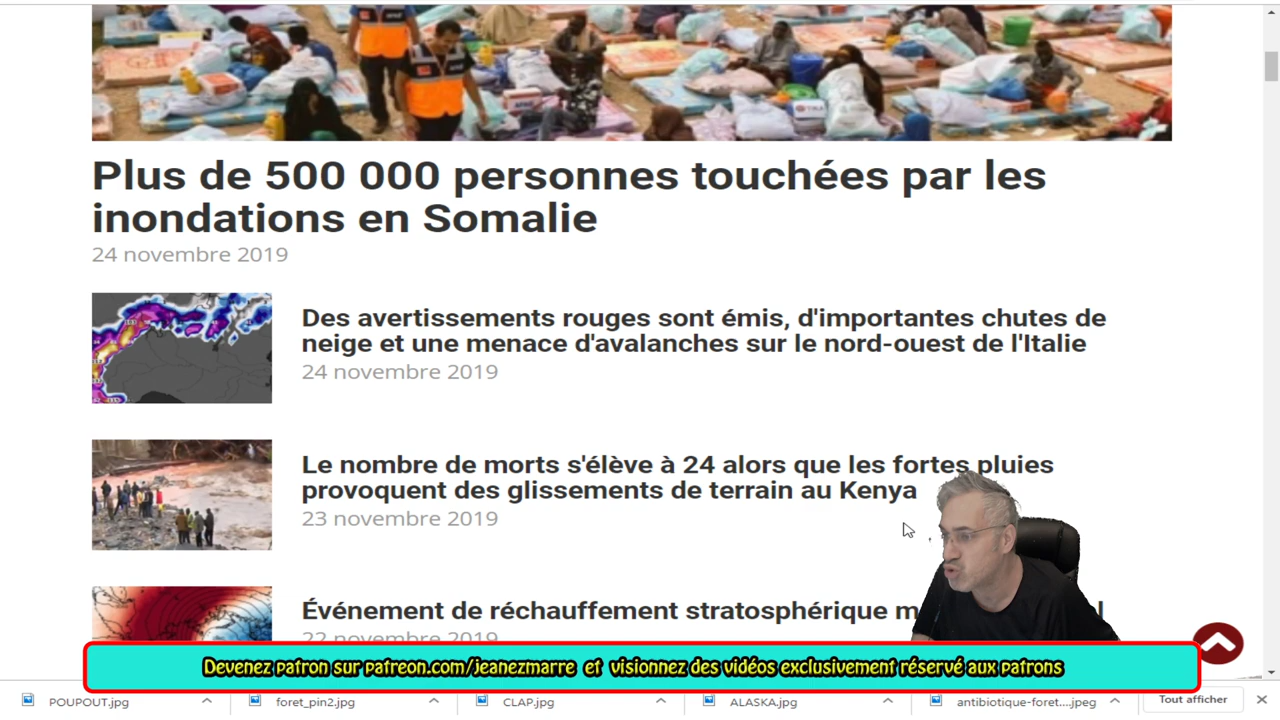 Plus de 500 000 personnes touchées par les
inondations en Somalie
24 novembre 2019
Des avertissements rouges sont émis, d'importantes chutes de
neige et une menace d'avalanches sur le nord-ouest de l'Italie
24 novembre 2019
Le nombre de morts s'élève à 24 alors que les fortes pluies
provoquent des glissements de terrain au Kenya
23 novembre 2019
Événement de réchauffement stratosphérique
22 novembre 2019
Devenez patron sur patreon.com/jeanezmarre et visionnez des vidéos exclusivement réservé aux patrons
POUPOUT.jpg
foret_pin2.jpg
CLAP.jpg
ALASKA.jpg
antibiotique-foret....jpeg
Tout afficher